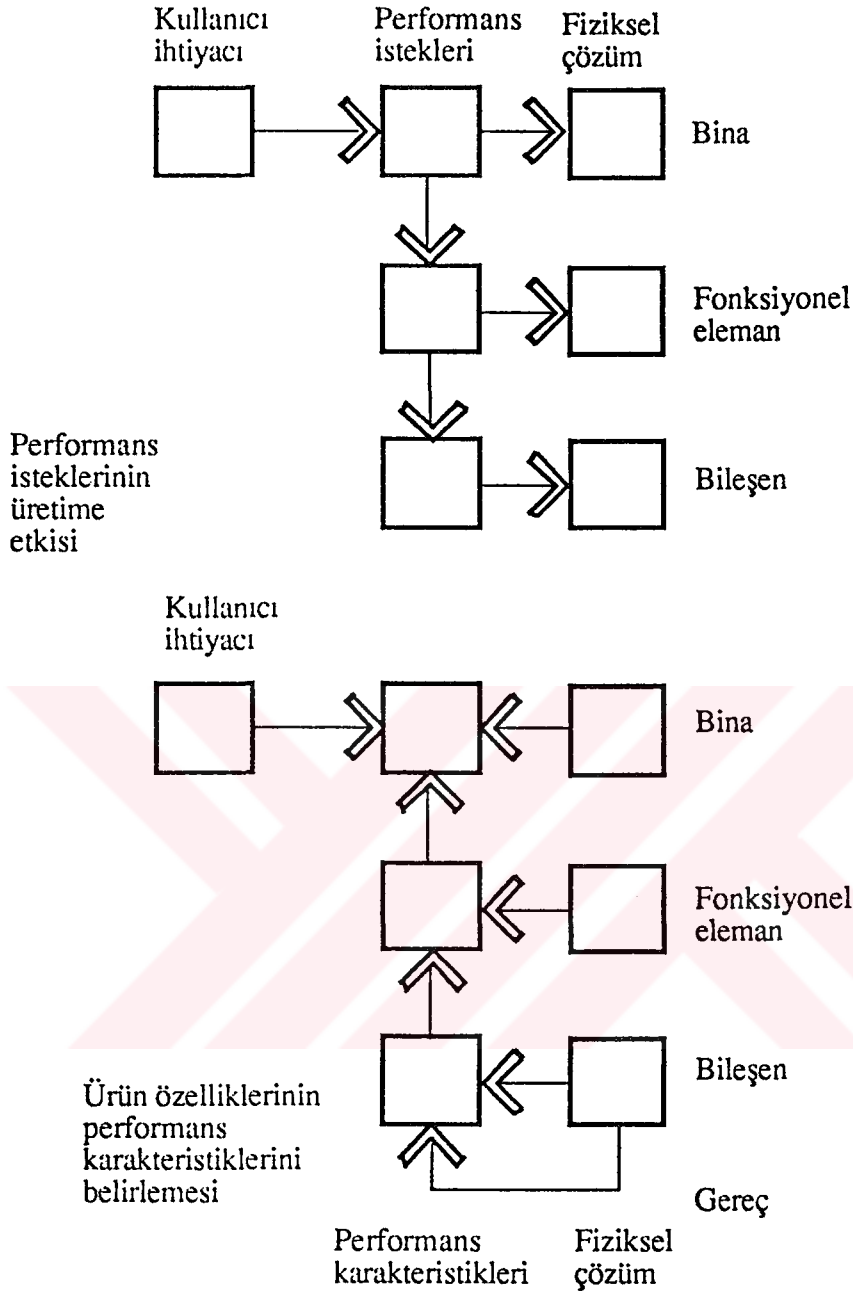 Kullanıcı
ihtiyacı
Performans
istekleri
Fiziksel
çözüm
Bina
Fonksiyonel
eleman
Bileşen
Performans
isteklerinin
üretime
etkisi
Kullanıcı
ihtiyacı
Bina
Fonksiyonel
eleman
Bileşen
Ürün özelliklerinin
performans
karakteristiklerini
belirlemesi
Gereç
Performans
karakteristikleri
Fiziksel
çözüm